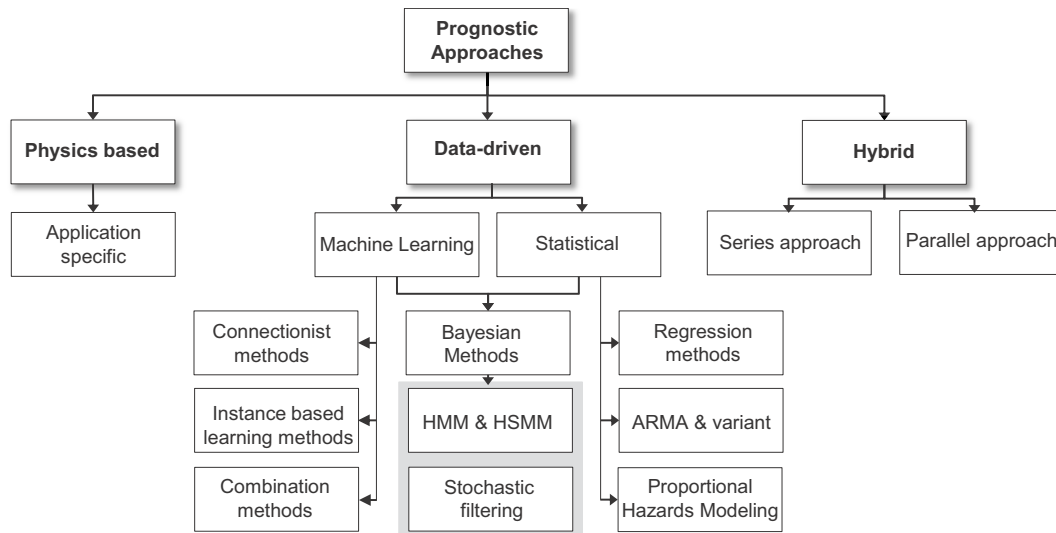 Prognostic
Approaches
Physics based
Data-driven
Hybrid
Application
specific
Machine Learning
Statistical
Series approach
Parallel approach
Connectionist
methods
Bayesian
Methods
Regression
methods
Instance based
learning methods
HMM & HSMM
ARMA & variant
Combination
methods
Stochastic
filtering
Proportional
Hazards Modeling